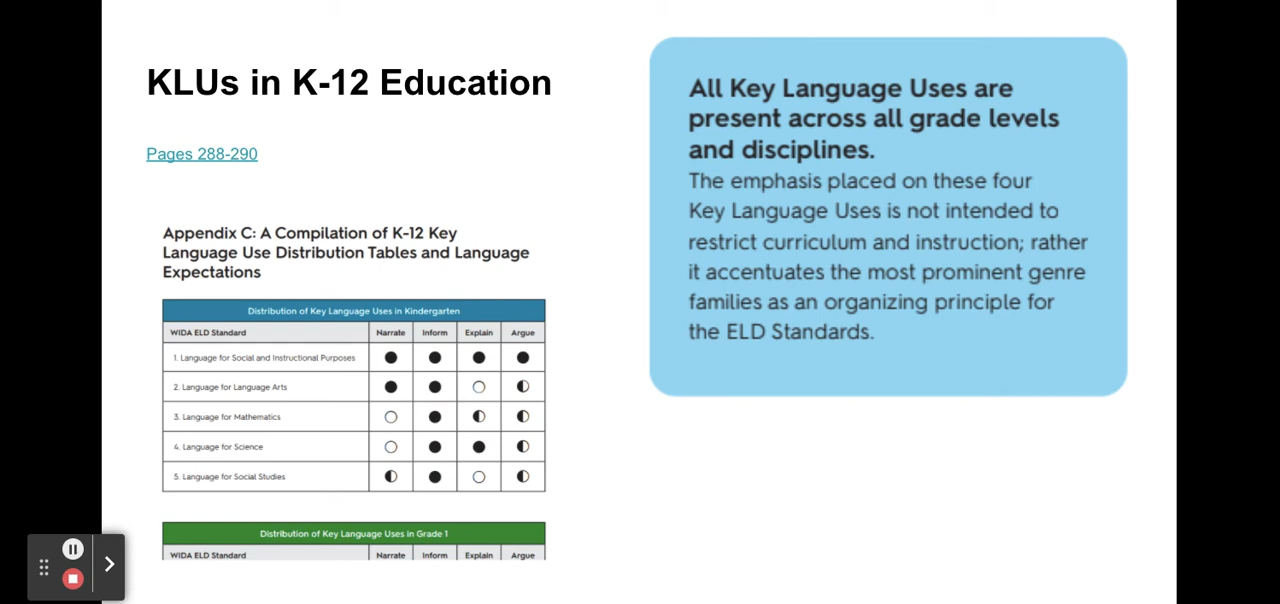 KLUs in K-12 Education
Pages 288-290
Appendix C: A Compilation of K-12 Key
Language Use Distribution Tables and Language
Expectations
Distribution of Key Language Uses in Kindergarten
WIDA ELD Standard Narrate Inform Explain Argue
1. Language for Social and Instructional Purposes
2. Language for Language Arts
3. Language for Mathematics
4. Language for Science
5. Language for Social Studies
Distribution of Key Language Uses in Grade 1
WIDA ELD Standard Narrate Inform Explain Argue
All Key Language Uses are
present across all grade levels
and disciplines.
The emphasis placed on these four
Key Language Uses is not intended to
restrict curriculum and instruction; rather
it accentuates the most prominent genre
families as an organizing principle for
the ELD Standards.